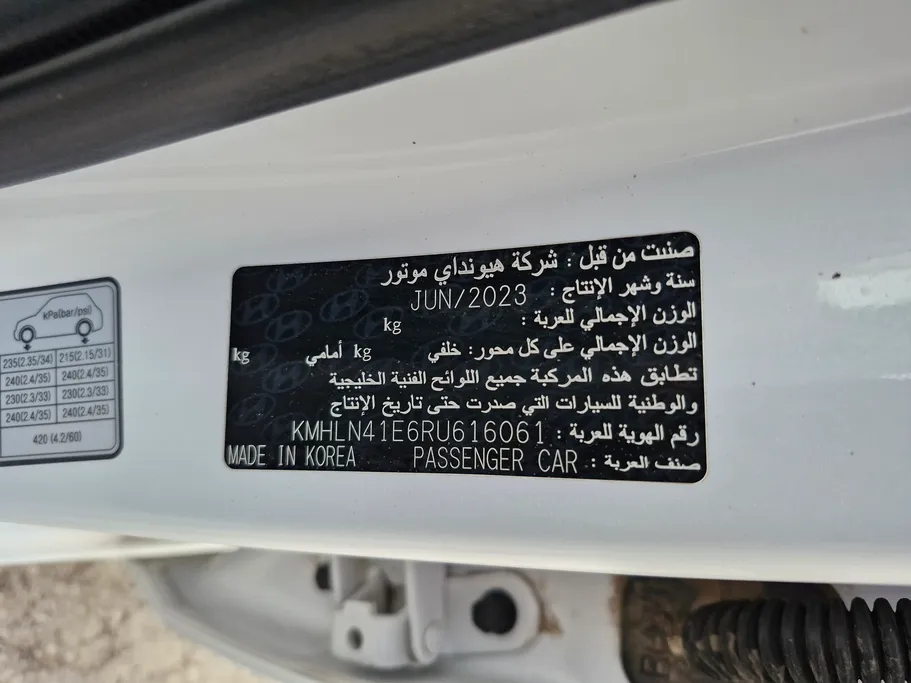 صنعت من قبل : شركة هيونداي موتور
سنة وشهر الإنتاج : JUN/2023
الوزن الإجمالي للعربة : kg
الوزن الإجمالي على كل محور: خلفي kg أمامي kg
تطابق هذه المركبة جميع اللوائح الفنية الخليجية
والوطنية للسيارات التي صدرت حتى تاريخ الإنتاج
رقم الهوية للعربة : KMHLN41E6RU616061
صنف العربة : PASSENGER CAR MADE IN KOREA
kPa(bar/psi)
235(2.35/34) 215(2.15/31)
240(2.4/35) 240(2.4/35)
230(2.3/33) 230(2.3/33)
240(2.4/35) 240(2.4/35)
420 (4.2/60)